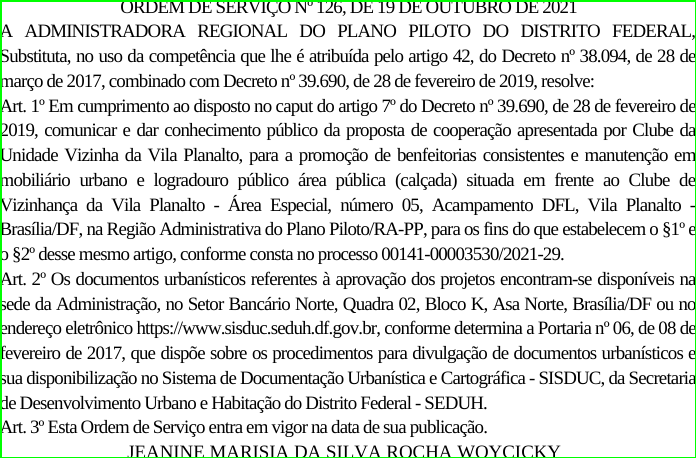 ORDEM DE SERVIÇO Nº 126, DE 19 DE OUTUBRO DE 2021
A ADMINISTRADORA REGIONAL DO PLANO PILOTO DO DISTRITO FEDERAL,
Substituta, no uso da competência que lhe é atribuída pelo artigo 42, do Decreto nº 38.094, de 28 de
março de 2017, combinado com Decreto nº 39.690, de 28 de fevereiro de 2019, resolve:
Art. 1º Em cumprimento ao disposto no caput do artigo 7º do Decreto nº 39.690, de 28 de fevereiro de
2019, comunicar e dar conhecimento público da proposta de cooperação apresentada por Clube da
Unidade Vizinha da Vila Planalto, para a promoção de benfeitorias consistentes e manutenção em
mobiliário urbano e logradouro público área pública (calçada) situada em frente ao Clube de
Vizinhança da Vila Planalto - Área Especial, número 05, Acampamento DFL, Vila Planalto -
Brasília/DF, na Região Administrativa do Plano Piloto/RA-PP, para os fins do que estabelecem o §1º e
o §2º desse mesmo artigo, conforme consta no processo 00141-00003530/2021-29.
Art. 2º Os documentos urbanísticos referentes à aprovação dos projetos encontram-se disponíveis na
sede da Administração, no Setor Bancário Norte, Quadra 02, Bloco K, Asa Norte, Brasília/DF ou no
endereço eletrônico https://www.sisduc.seduh.df.gov.br, conforme determina a Portaria nº 06, de 08 de
fevereiro de 2017, que dispõe sobre os procedimentos para divulgação de documentos urbanísticos e
sua disponibilização no Sistema de Documentação Urbanística e Cartográfica - SISDUC, da Secretaria
de Desenvolvimento Urbano e Habitação do Distrito Federal - SEDUH.
Art. 3º Esta Ordem de Serviço entra em vigor na data de sua publicação.
JEANINE MARISIA DA SILVA ROCHA WOYCICKY